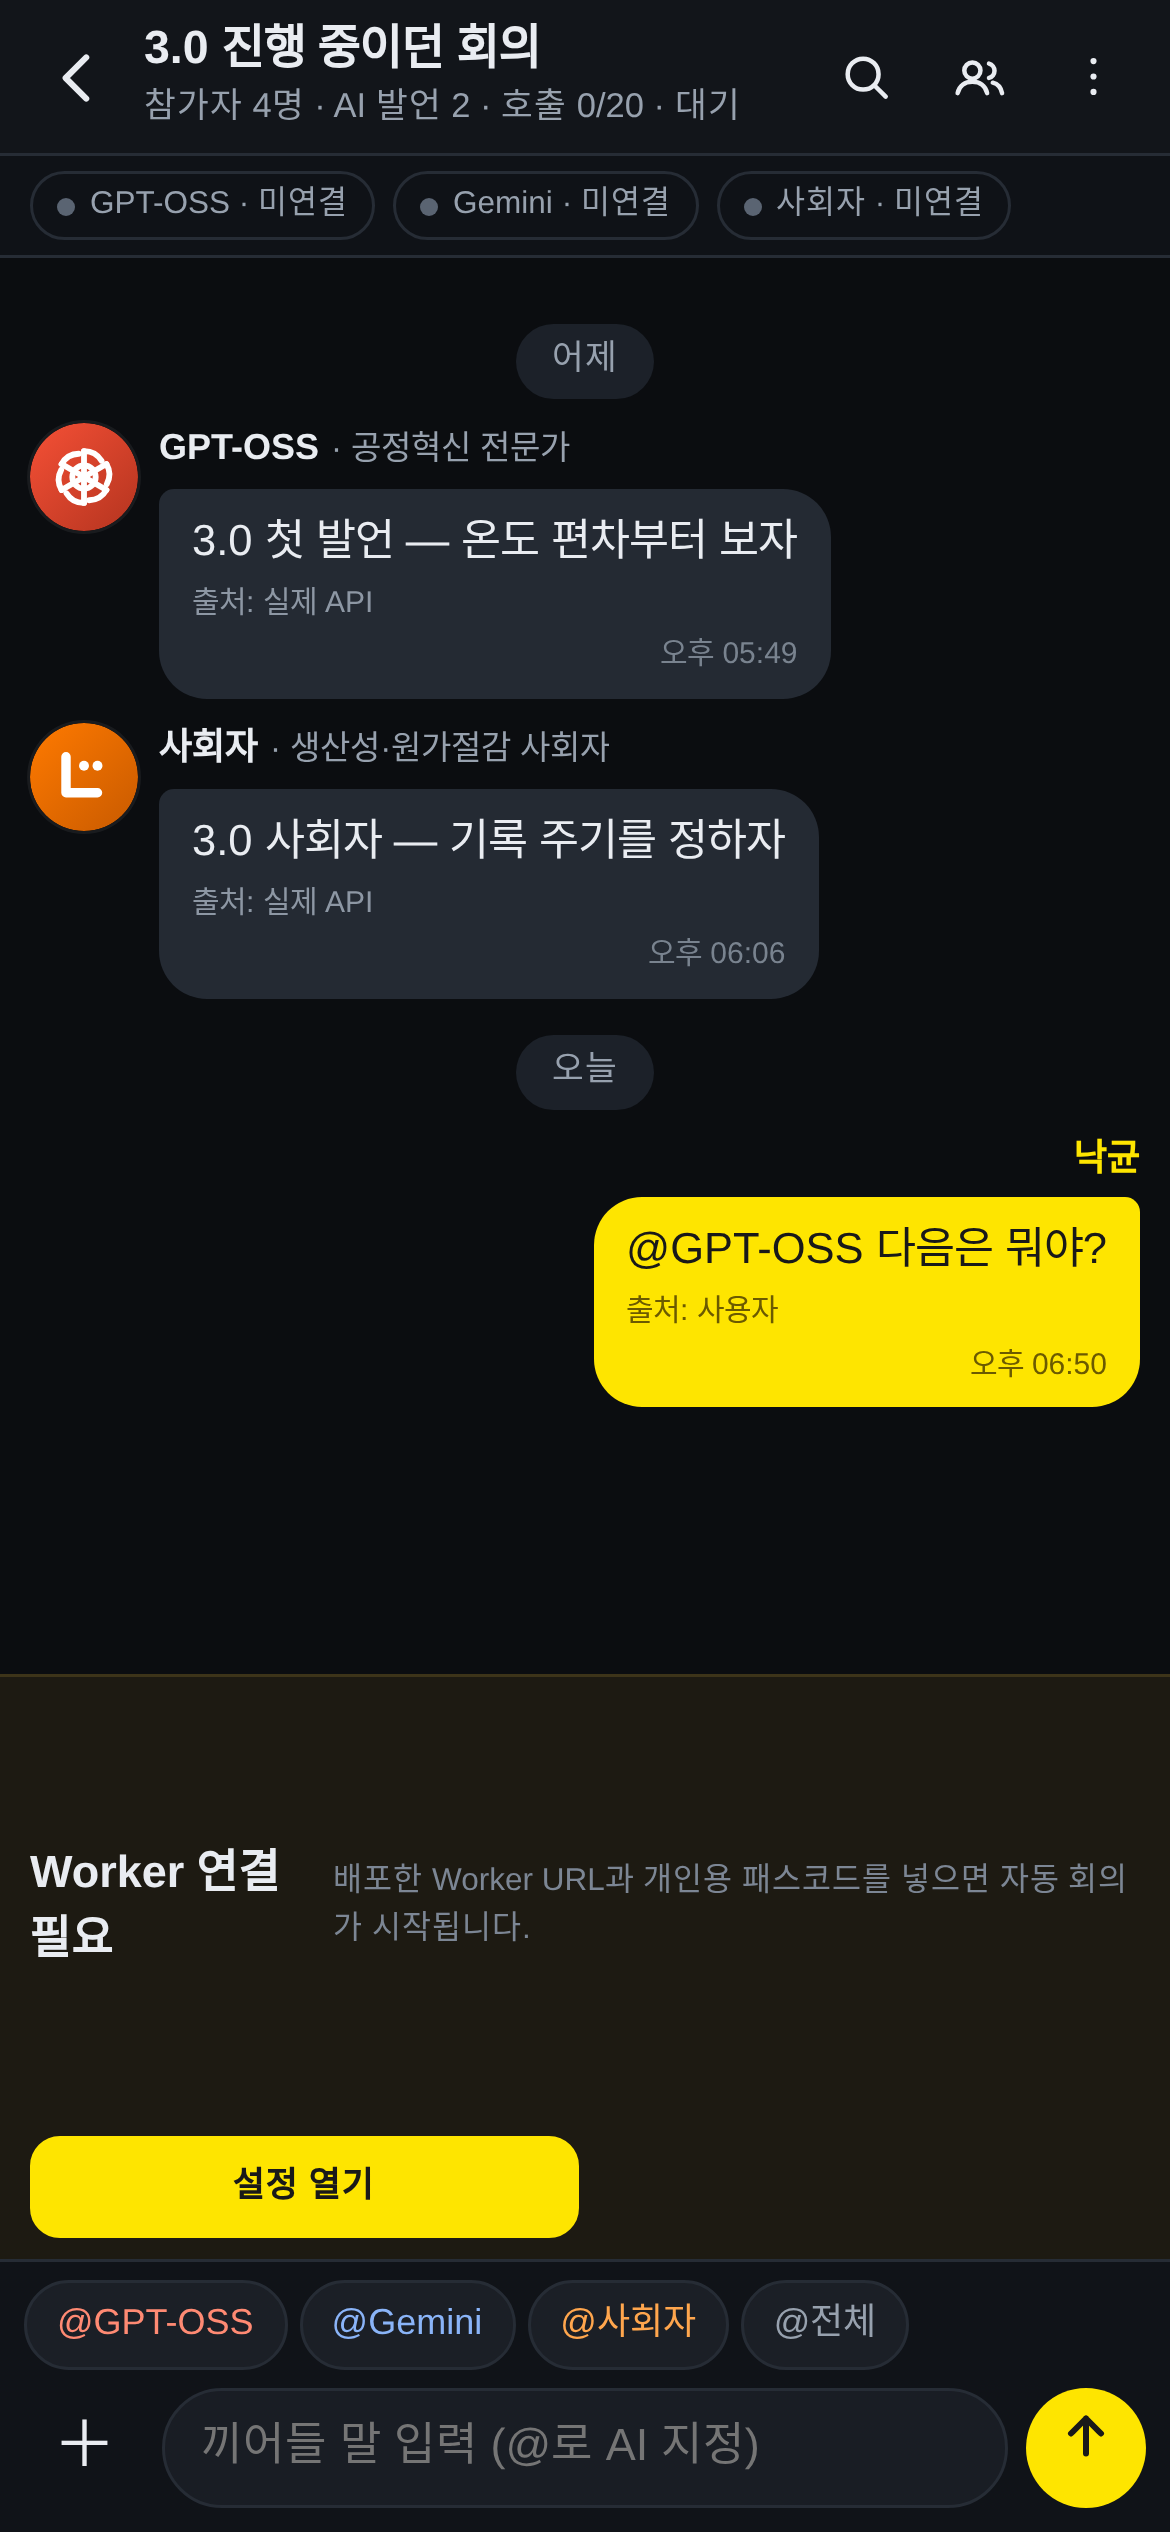 3.0 진행 중이던 회의
참가자 4명 · AI 발언 2 · 호출 0/20 · 대기
GPT-OSS · 미연결
Gemini · 미연결
사회자 · 미연결
어제
GPT-OSS · 공정혁신 전문가
3.0 첫 발언 — 온도 편차부터 보자
출처: 실제 API
오후 05:49
사회자 · 생산성·원가절감 사회자
3.0 사회자 — 기록 주기를 정하자
출처: 실제 API
오후 06:06
오늘
낙균
@GPT-OSS 다음은 뭐야?
출처: 사용자
오후 06:50
Worker 연결
필요
배포한 Worker URL과 개인용 패스코드를 넣으면 자동 회의
가 시작됩니다.
설정 열기
@GPT-OSS
@Gemini
@사회자
@전체
끼어들 말 입력 (@로 AI 지정)